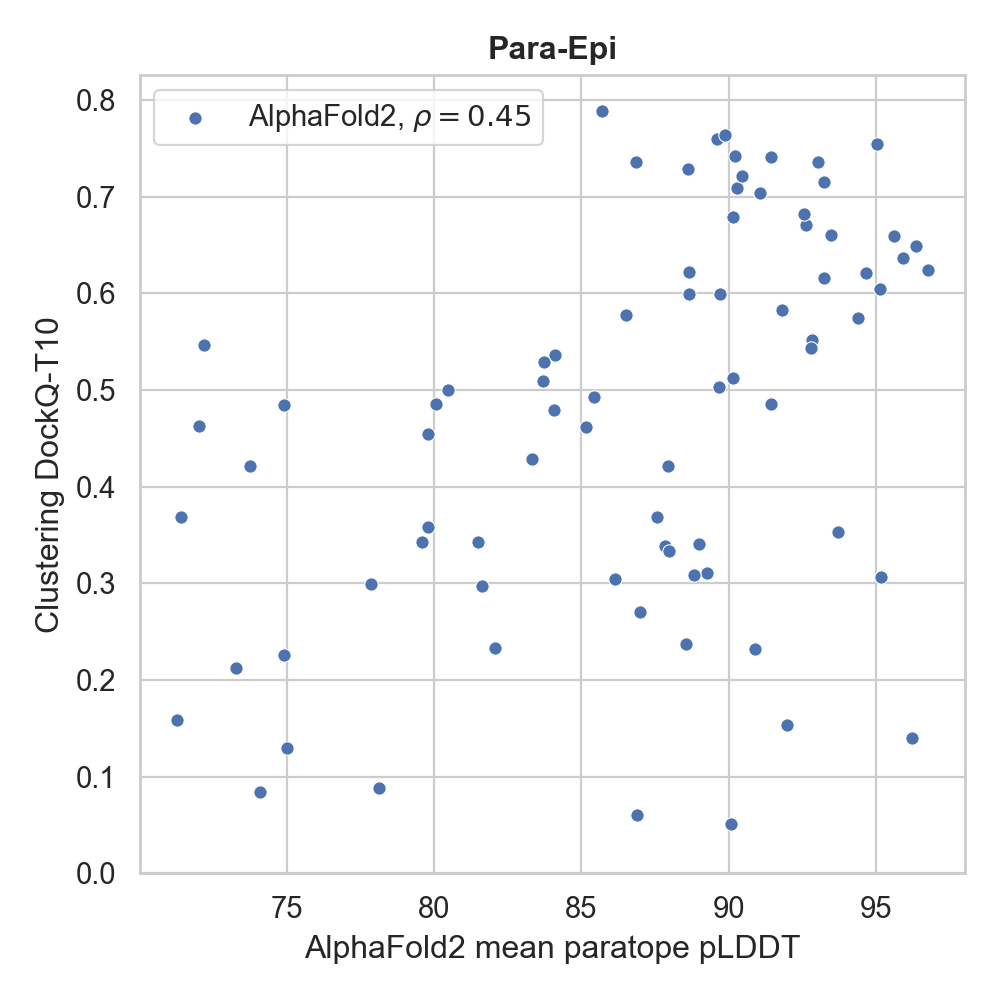 Para-Epi
AlphaFold2, ρ = 0.45
Clustering DockQ-T10
0.8
0.7
0.6
0.5
0.4
0.3
0.2
0.1
0.0
75 80 85 90 95
AlphaFold2 mean paratope pLDDT